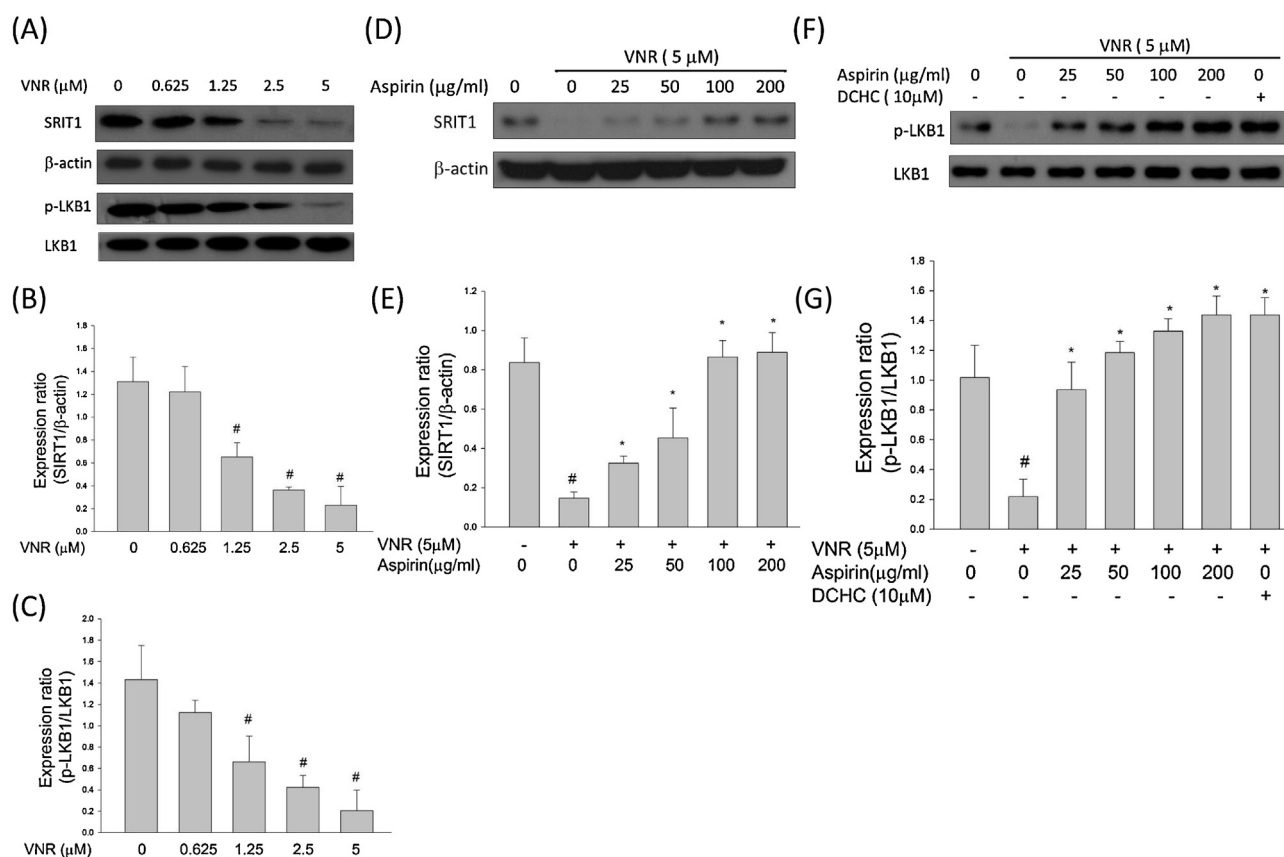 (A)
VNR (μM)
0 0.625 1.25 2.5 5
SRIT1
β-actin
p-LKB1
LKB1
(B)
Expression ratio
(SIRT1/β-actin)
1.8
1.6
1.4
1.2
1.0
0.8
0.6
0.4
0.2
0.0
# # #
VNR (μM) 0 0.625 1.25 2.5 5
(C)
Expression ratio
(p-LKB1/LKB1)
2.0
1.8
1.6
1.4
1.2
1.0
0.8
0.6
0.4
0.2
0.0
# # #
VNR (μM) 0 0.625 1.25 2.5 5
(D)
VNR ( 5 μM)
Aspirin (μg/ml) 0 0 25 50 100 200
SRIT1
β-actin
(E)
Expression ratio
(SIRT1/β-actin)
1.2
1.0
0.8
0.6
0.4
0.2
0.0
# * * * *
VNR (5μM) - + + + + +
Aspirin(μg/ml) 0 0 25 50 100 200
(F)
VNR ( 5 μM)
Aspirin (μg/ml) 0 0 25 50 100 200 0
DCHC ( 10μM) - - - - - - +
p-LKB1
LKB1
(G)
Expression ratio
(p-LKB1/LKB1)
1.8
1.6
1.4
1.2
1.0
0.8
0.6
0.4
0.2
0.0
# * * * * *
VNR (5μM) - + + + + + +
Aspirin(μg/ml) 0 0 25 50 100 200 0
DCHC (10μM) - - - - - - +